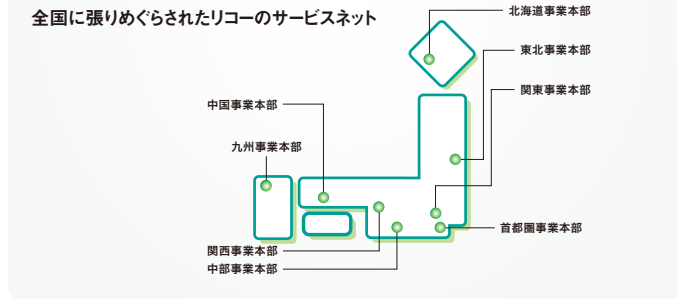 全国に張りめぐらされたリコーのサービスネット
北海道事業本部
東北事業本部
関東事業本部
中国事業本部
九州事業本部
首都圏事業本部
関西事業本部
中部事業本部